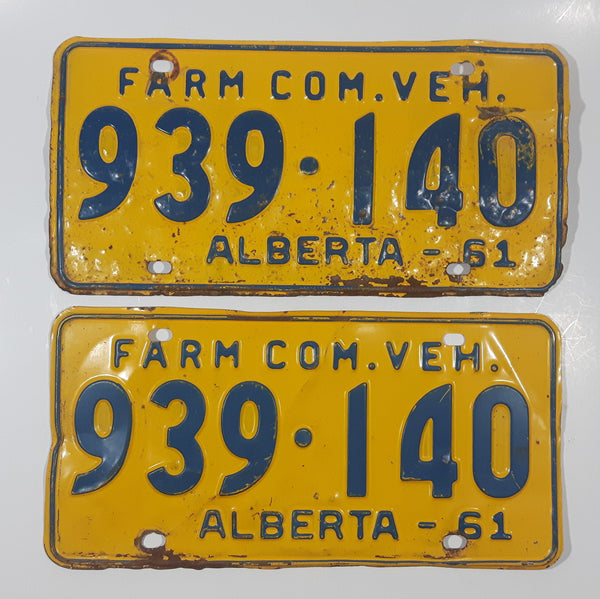 FARM COM. VEH.
939·140
ALBERTA - 61
FARM COM. VEH.
939·140
ALBERTA - 61